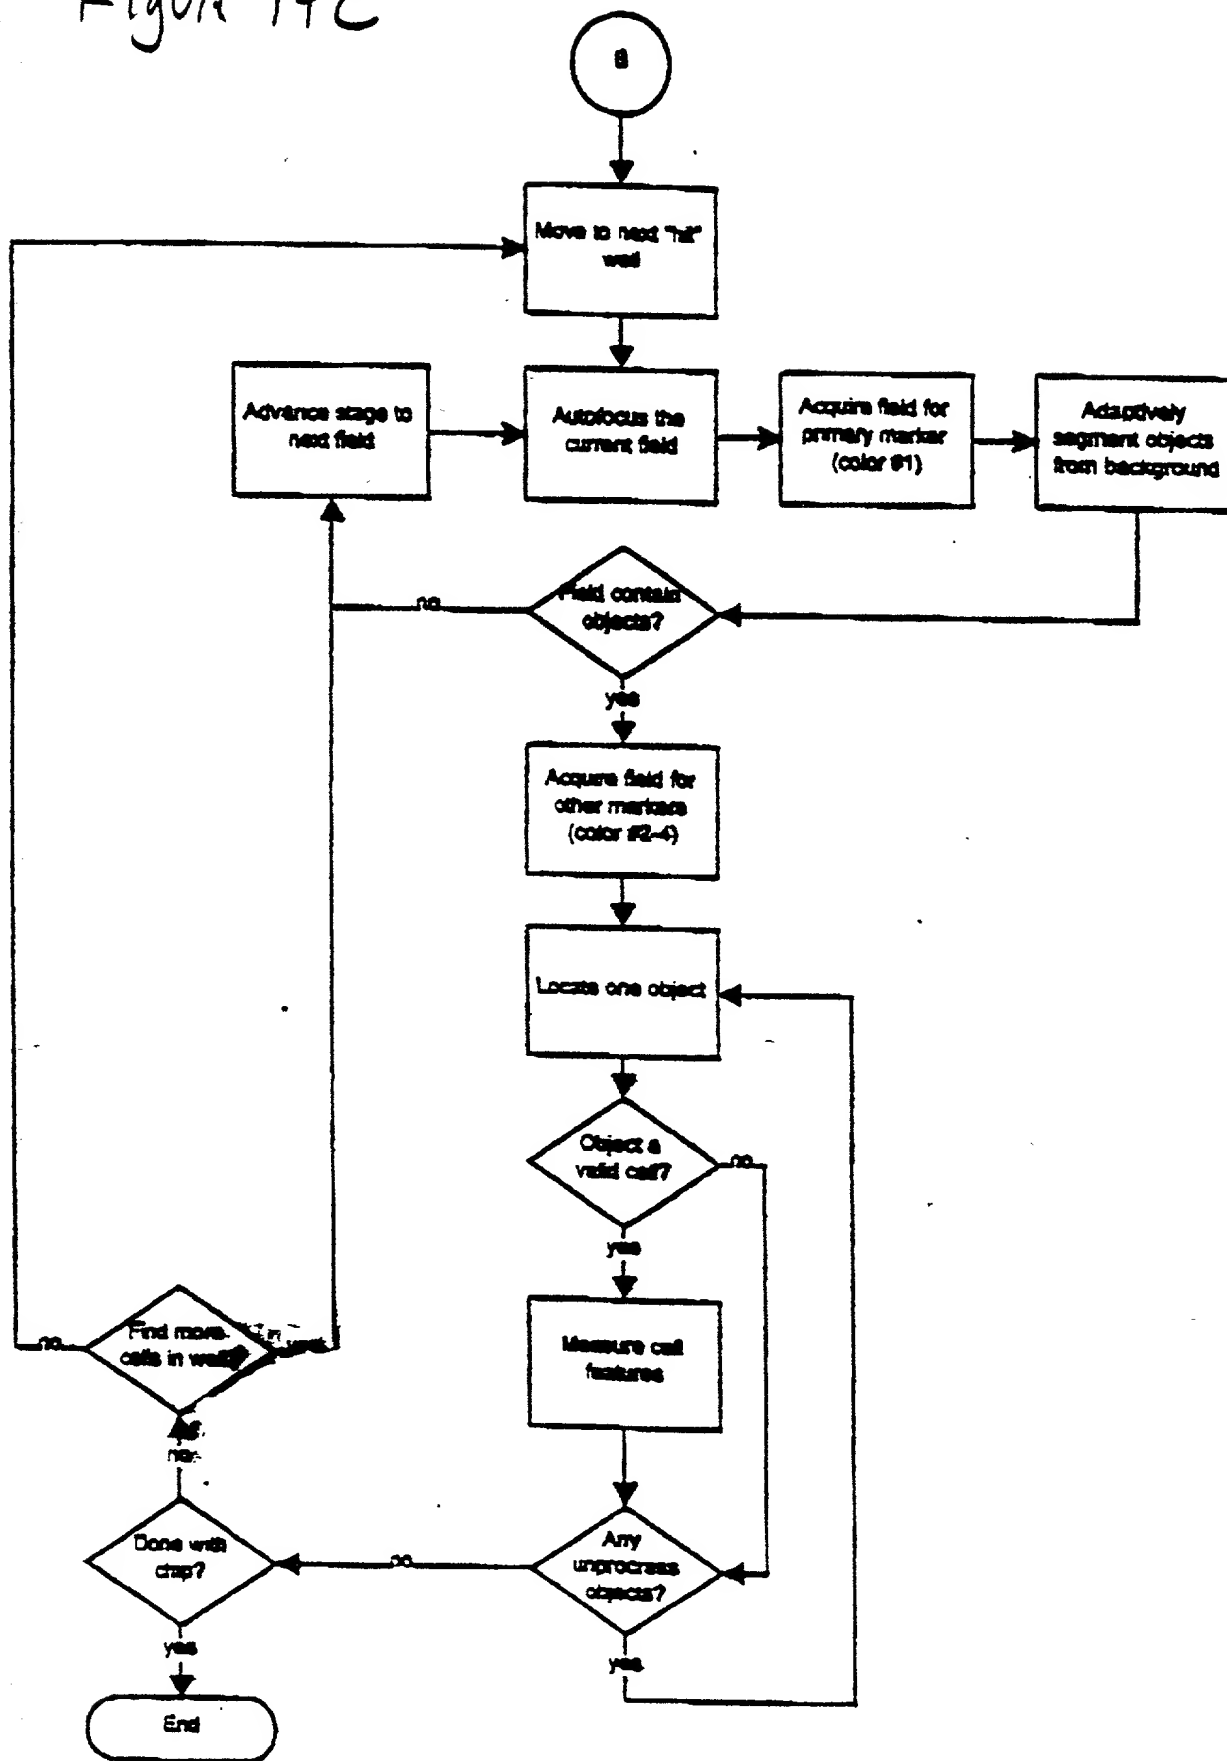 Figure 14C
Move to next "hit"
well
Advance stage to
next field
Autofocus the
current field
Acquire field for
primary marker
(color #1)
Adaptively
segment objects
from background
Field contain
objects?
no
yes
Acquire field for
other markers
(color #2-4)
Locate one object
Object a
valid cell?
no
yes
Measure cell
features
Find more
cells in well?
no
yes
no
Done with
chip?
no
Any
unprocess
objects?
yes
yes
End